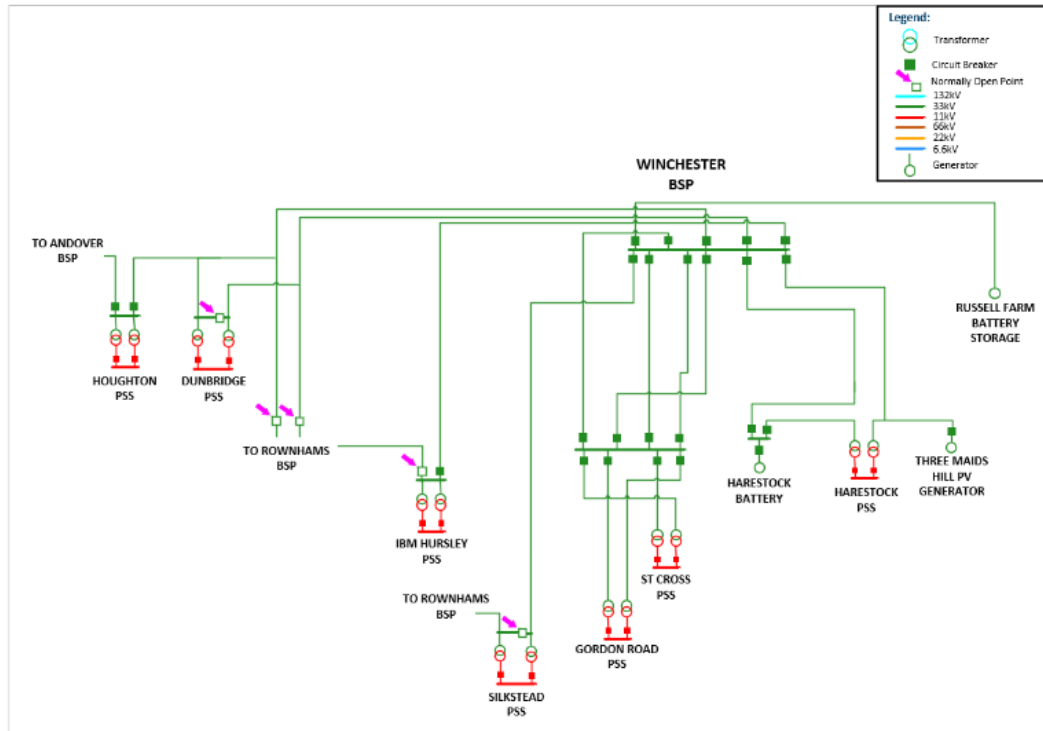 Legend:
Transformer
Circuit Breaker
Normally Open Point
132kV
33kV
11kV
66kV
22kV
6.6kV
Generator
WINCHESTER
BSP
TO ANDOVER
BSP
RUSSELL FARM
BATTERY
STORAGE
HOUGHTON
PSS
DUNBRIDGE
PSS
TO ROWNHAMS
BSP
HARESTOCK
BATTERY
HARESTOCK
PSS
THREE MAIDS
HILL PV
GENERATOR
IBM HURSLEY
PSS
ST CROSS
PSS
TO ROWNHAMS
BSP
GORDON ROAD
PSS
SILKSTEAD
PSS